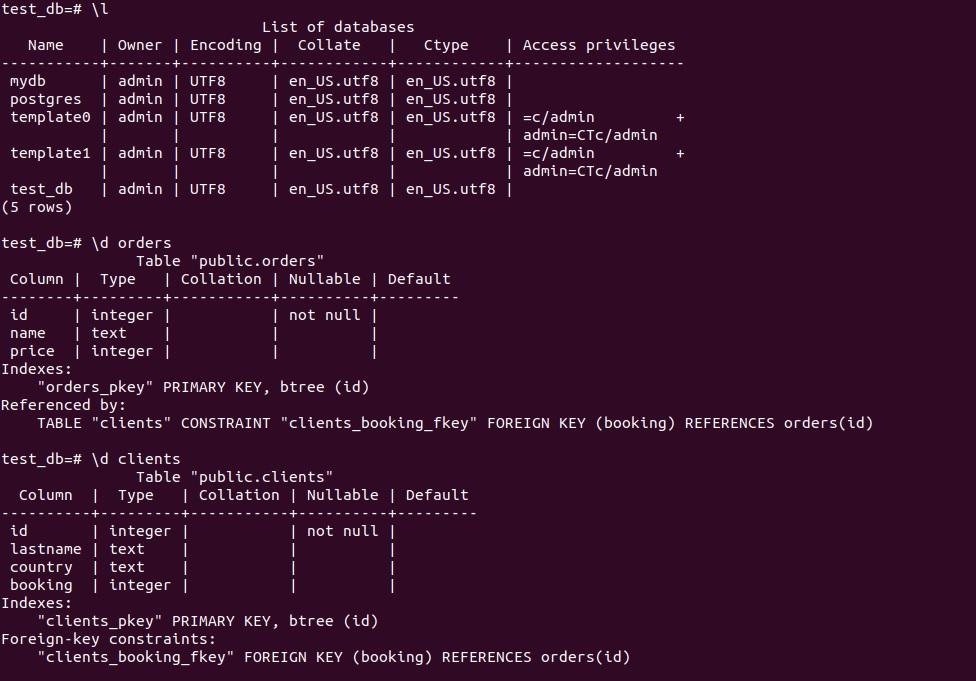 test_db=# \l
                             List of databases
   Name    | Owner | Encoding |  Collate   |   Ctype    | Access privileges
-----------+-------+----------+------------+------------+-------------------
 mydb      | admin | UTF8     | en_US.utf8 | en_US.utf8 |
 postgres  | admin | UTF8     | en_US.utf8 | en_US.utf8 |
 template0 | admin | UTF8     | en_US.utf8 | en_US.utf8 | =c/admin         +
           |       |          |            |            | admin=CTc/admin
 template1 | admin | UTF8     | en_US.utf8 | en_US.utf8 | =c/admin         +
           |       |          |            |            | admin=CTc/admin
 test_db   | admin | UTF8     | en_US.utf8 | en_US.utf8 |
(5 rows)

test_db=# \d orders
               Table "public.orders"
 Column |  Type   | Collation | Nullable | Default
--------+---------+-----------+----------+---------
 id     | integer |           | not null |
 name   | text    |           |          |
 price  | integer |           |          |
Indexes:
    "orders_pkey" PRIMARY KEY, btree (id)
Referenced by:
    TABLE "clients" CONSTRAINT "clients_booking_fkey" FOREIGN KEY (booking) REFERENCES orders(id)

test_db=# \d clients
               Table "public.clients"
  Column  |  Type   | Collation | Nullable | Default
----------+---------+-----------+----------+---------
 id       | integer |           | not null |
 lastname | text    |           |          |
 country  | text    |           |          |
 booking  | integer |           |          |
Indexes:
    "clients_pkey" PRIMARY KEY, btree (id)
Foreign-key constraints:
    "clients_booking_fkey" FOREIGN KEY (booking) REFERENCES orders(id)